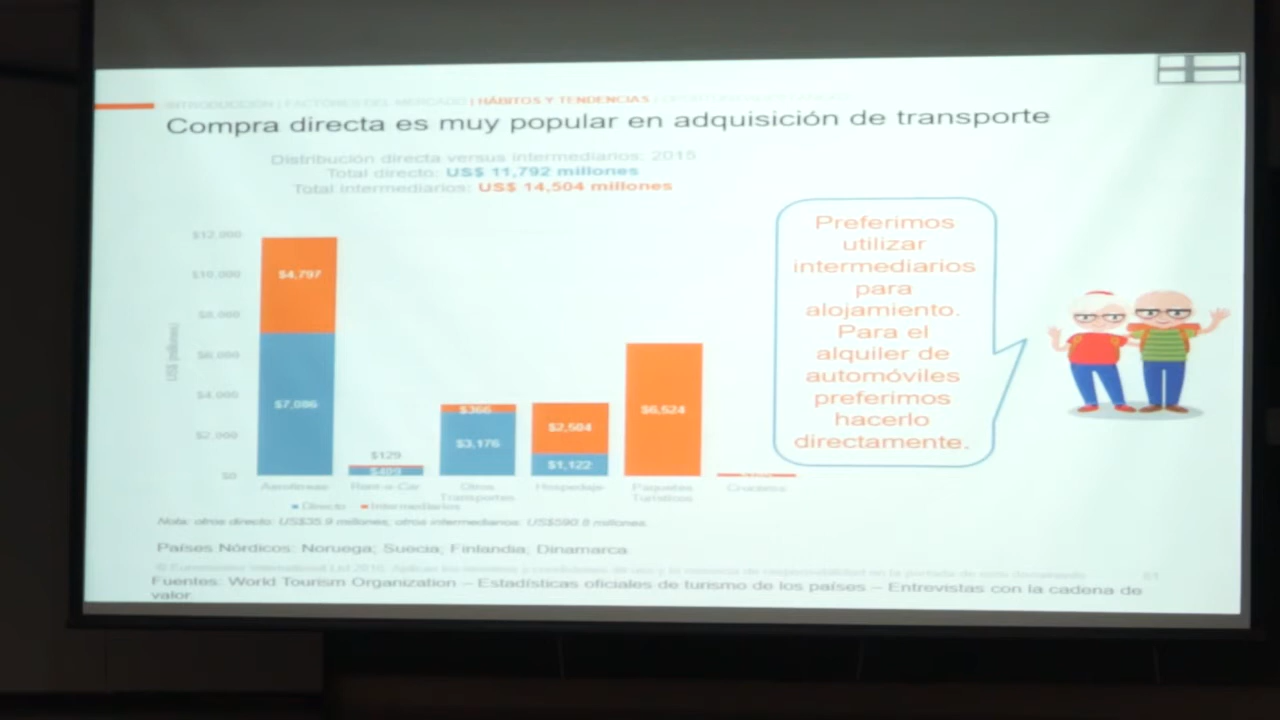 INTRODUCCIÓN | FACTORES DEL MERCADO | HÁBITOS Y TENDENCIAS |
Compra directa es muy popular en adquisición de transporte
Distribución directa versus intermediarios: 2015
Total directo: US$ 11,792 millones
Total intermediarios: US$ 14,504 millones
Preferimos
utilizar
intermediarios
para
alojamiento.
Para el
alquiler de
automóviles
preferimos
hacerlo
directamente.
US$ (millones)
$12,000
$10,000
$8,000
$6,000
$4,000
$2,000
$0
$4,797
$7,086
$129
$409
$366
$3,176
$2,504
$1,122
$6,524
Aerolíneas
Rent-a-Car
Otros
Transportes
Hospedaje
Paquetes
Turísticos
Cruceros
Directo
Intermediarios
Nota: otros directo: US$35.9 millones; otros intermediarios: US$590.8 millones.
Países Nórdicos: Noruega; Suecia; Finlandia; Dinamarca
Fuentes: World Tourism Organization – Estadísticas oficiales de turismo de los países – Entrevistas con la cadena de
valor.